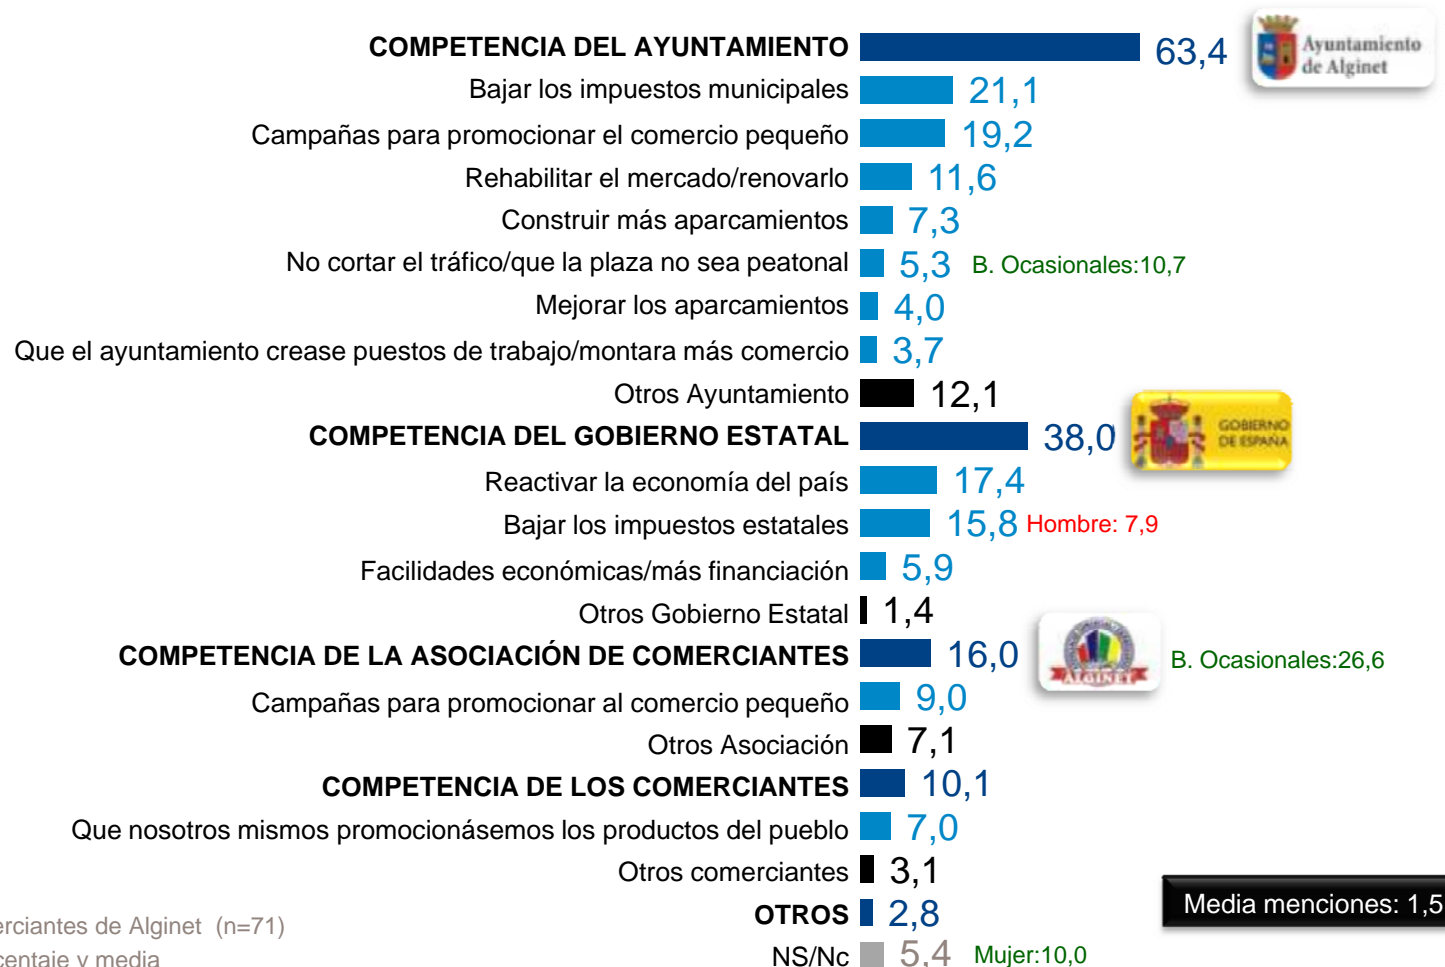 COMPETENCIA DEL AYUNTAMIENTO 63,4
Ayuntamiento
de Alginet
Bajar los impuestos municipales 21,1
Campañas para promocionar el comercio pequeño 19,2
Rehabilitar el mercado/renovarlo 11,6
Construir más aparcamientos 7,3
No cortar el tráfico/que la plaza no sea peatonal 5,3 B. Ocasionales:10,7
Mejorar los aparcamientos 4,0
Que el ayuntamiento crease puestos de trabajo/montara más comercio 3,7
Otros Ayuntamiento 12,1
COMPETENCIA DEL GOBIERNO ESTATAL 38,0
GOBIERNO
DE ESPAÑA
Reactivar la economía del país 17,4
Bajar los impuestos estatales 15,8 Hombre: 7,9
Facilidades económicas/más financiación 5,9
Otros Gobierno Estatal 1,4
COMPETENCIA DE LA ASOCIACIÓN DE COMERCIANTES 16,0 B. Ocasionales:26,6
ALGINET
Campañas para promocionar al comercio pequeño 9,0
Otros Asociación 7,1
COMPETENCIA DE LOS COMERCIANTES 10,1
Que nosotros mismos promocionásemos los productos del pueblo 7,0
Otros comerciantes 3,1
OTROS 2,8
Media menciones: 1,5
erciantes de Alginet (n=71)
centaje y media
NS/Nc 5,4 Mujer:10,0